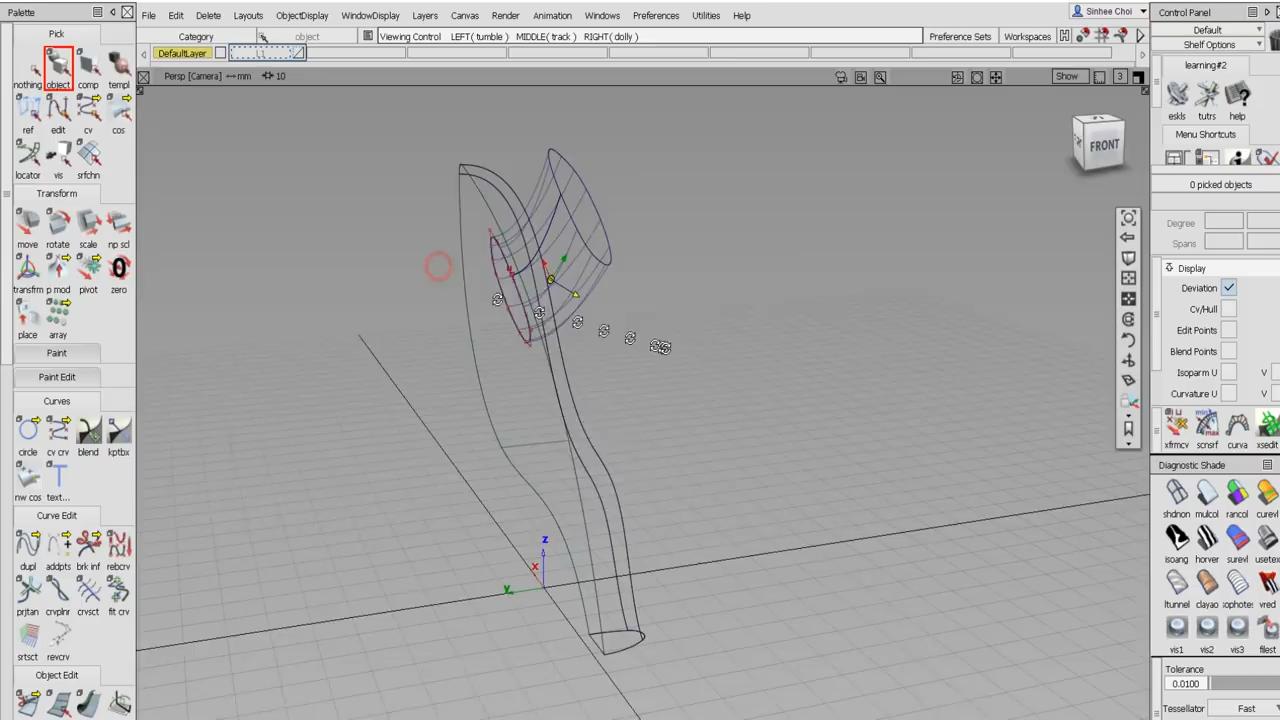 Palette
File Edit Delete Layouts ObjectDisplay WindowDisplay Layers Canvas Render Animation Windows Preferences Utilities Help
Sinhee Choi
Control Panel
Category
object
Viewing Control LEFT( tumble ) MIDDLE( track ) RIGHT( dolly )
Preference Sets
Workspaces
Default
Shelf Options
DefaultLayer
L1
Persp [Camera] mm 10
Show
3
Pick
nothing object comp templ
ref edit cv cos
locator vis srfchn
Transform
move rotate scale np scl
transfrm p mod pivot zero
place array
Paint
Paint Edit
Curves
circle cv crv blend kptbx
nw cos text...
Curve Edit
dupl addpts brk inf rebcrv
prjtan crvplnr crvsct fit crv
srtsct revcrv
Object Edit
FRONT
z
x
y
learning#2
eskls tutrs help
Menu Shortcuts
0 picked objects
Degree
Spans
Display
Deviation
Cv/Hull
Edit Points
Blend Points
Isoparm U V
Curvature U V
xfrmcv scnsrf curva xsedit
Diagnostic Shade
shdnon mulcol rancol curevl
isoang horver surevl usetex
ltunnel clayao sophotes vred
vis1 vis2 vis3 filest
Tolerance
0.0100
Tessellator Fast